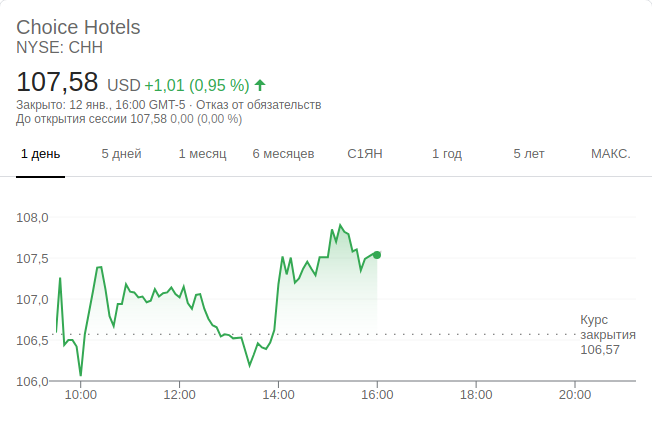 Choice Hotels
NYSE: CHH
107,58 USD +1,01 (0,95 %)
Закрыто: 12 янв., 16:00 GMT-5 · Отказ от обязательств
До открытия сессии 107,58 0,00 (0,00 %)
1 день 5 дней 1 месяц 6 месяцев С1ЯН 1 год 5 лет МАКС.
108,0
107,5
107,0
106,5
106,0
Курс
закрытия
106,57
10:00 12:00 14:00 16:00 18:00 20:00